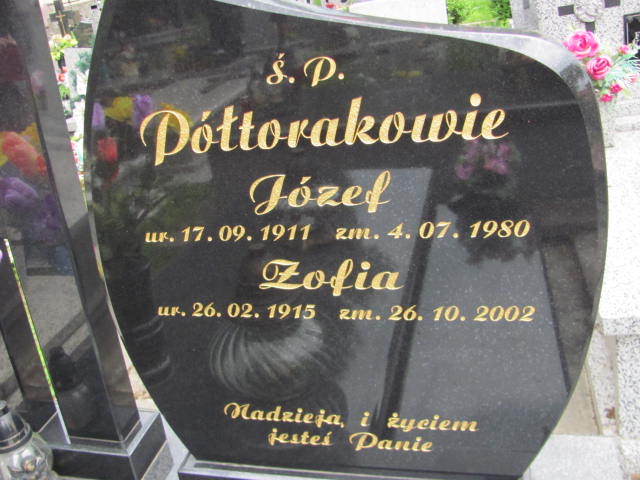 ś. P.
Półtorakowie
Józef
ur. 17. 09. 1911 zm. 4. 07. 1980
Zofia
ur. 26. 02. 1915 zm. 26. 10. 2002
Nadzieją, i życiem
jesteś Panie